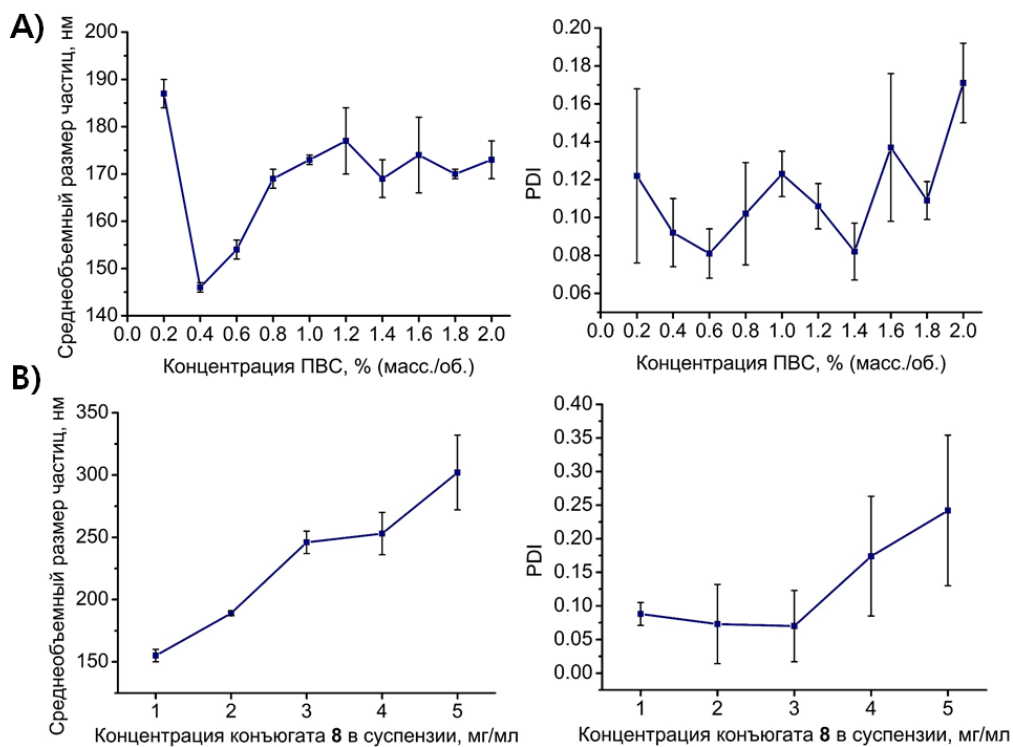 A)
Среднеобъемный размер частиц, нм
200
190
180
170
160
150
140
0.0 0.2 0.4 0.6 0.8 1.0 1.2 1.4 1.6 1.8 2.0
Концентрация ПВС, % (масс./об.)
PDI
0.20
0.18
0.16
0.14
0.12
0.10
0.08
0.06
0.0 0.2 0.4 0.6 0.8 1.0 1.2 1.4 1.6 1.8 2.0
Концентрация ПВС, % (масс./об.)
B)
Среднеобъемный размер частиц, нм
350
300
250
200
150
1 2 3 4 5
Концентрация конъюгата 8 в суспензии, мг/мл
PDI
0.40
0.35
0.30
0.25
0.20
0.15
0.10
0.05
0.00
1 2 3 4 5
Концентрация конъюгата 8 в суспензии, мг/мл